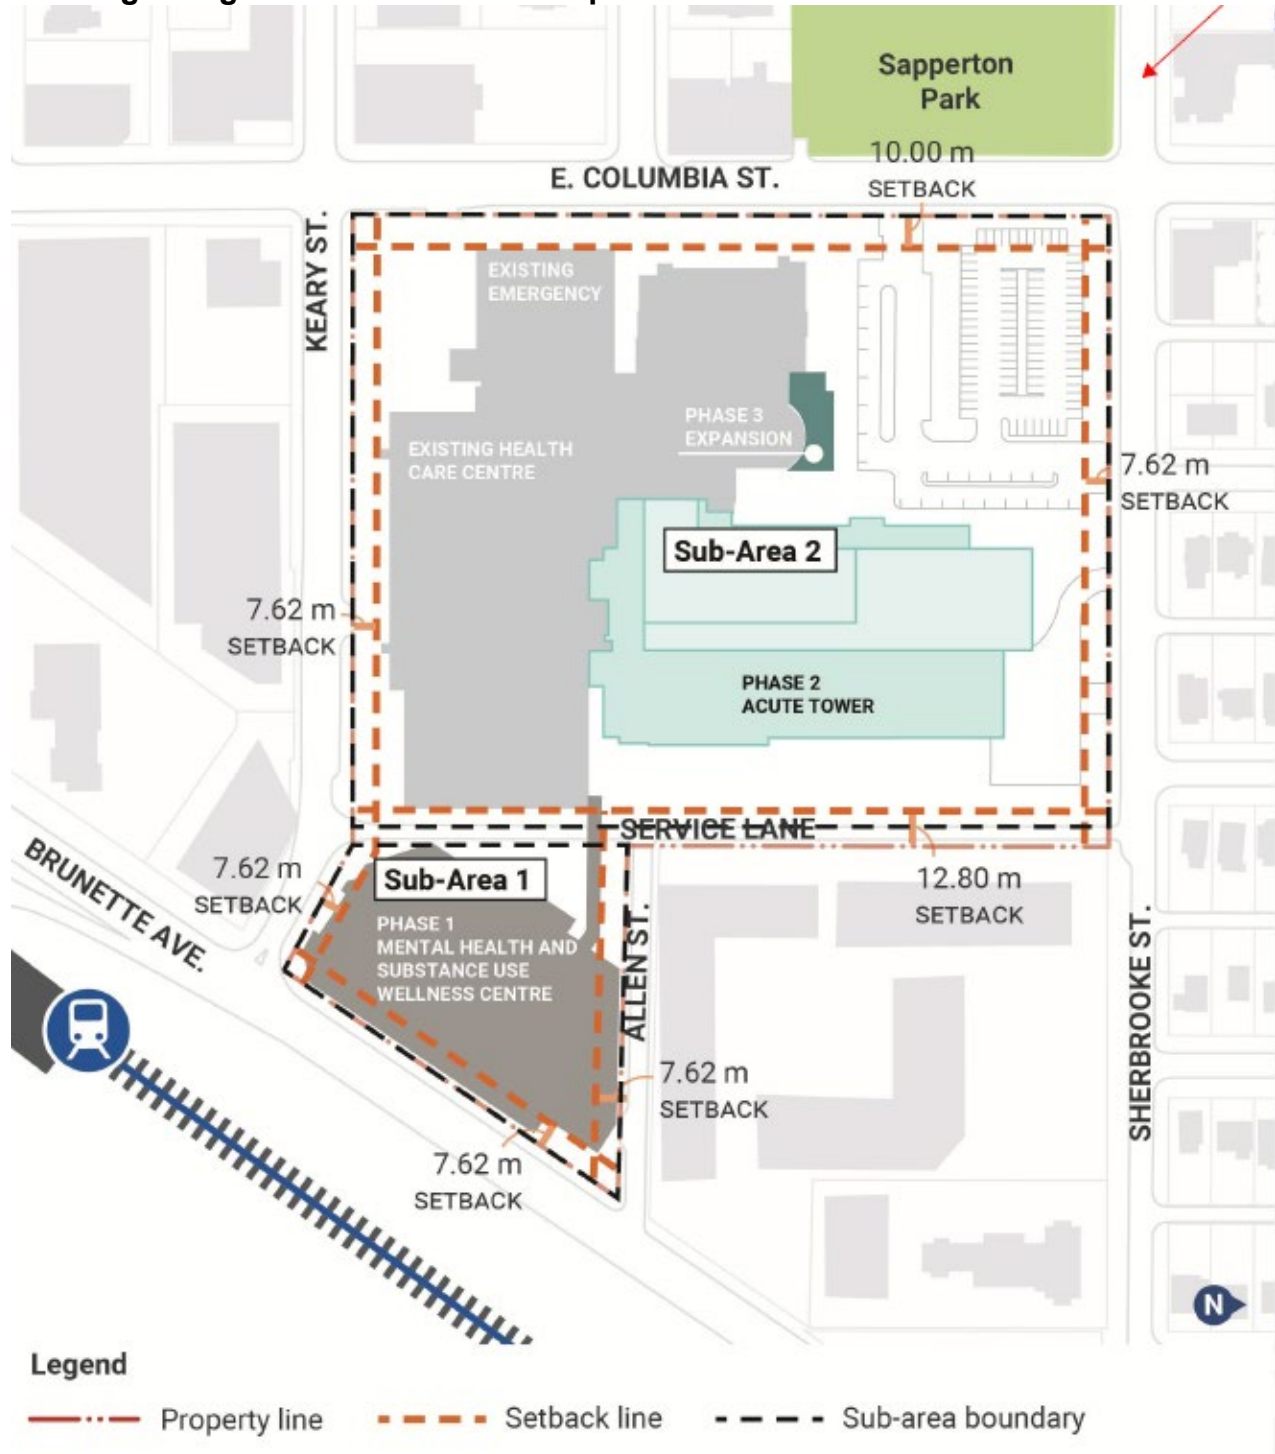 Sapperton
Park
10.00 m
SETBACK
E. COLUMBIA ST.
KEARY ST.
EXISTING
EMERGENCY
PHASE 3
EXPANSION
EXISTING HEALTH
CARE CENTRE
7.62 m
SETBACK
Sub-Area 2
7.62 m
SETBACK
PHASE 2
ACUTE TOWER
SERVICE LANE
BRUNETTE AVE.
7.62 m
SETBACK
Sub-Area 1
12.80 m
SETBACK
PHASE 1
MENTAL HEALTH AND
SUBSTANCE USE
WELLNESS CENTRE
ALLEN ST.
SHERBROOKE ST.
7.62 m
SETBACK
7.62 m
SETBACK
N
Legend
Property line
Setback line
Sub-area boundary